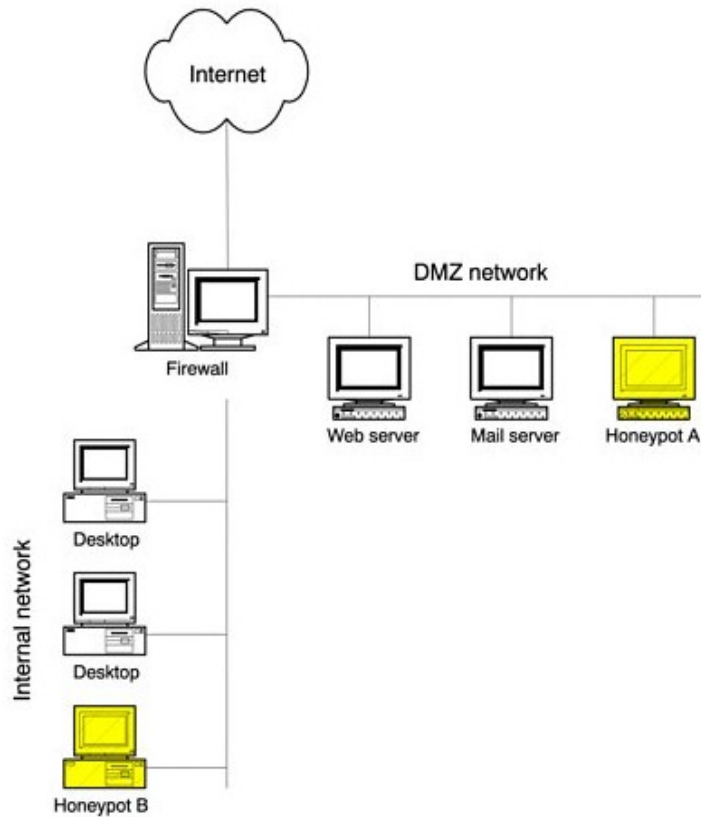 Internet
DMZ network
Firewall
Web server
Mail server
Honeypot A
Internal network
Desktop
Desktop
Honeypot B